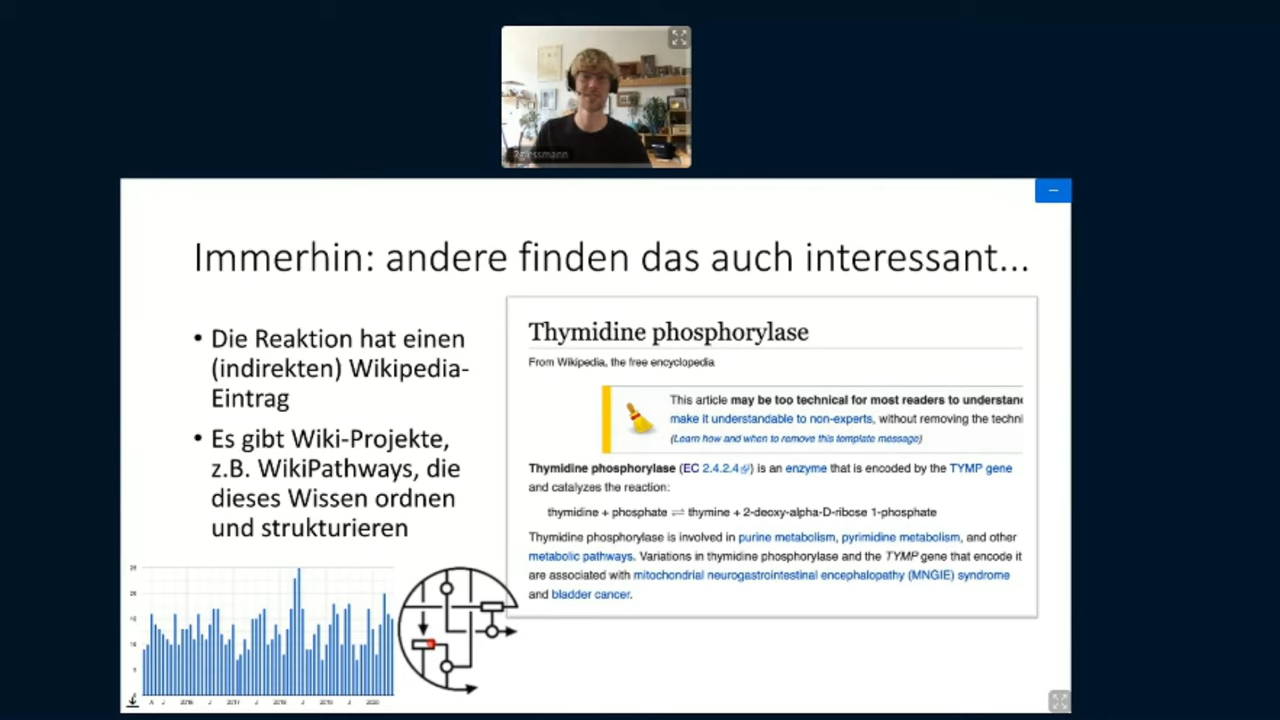 Immerhin: andere finden das auch interessant...
• Die Reaktion hat einen
(indirekten) Wikipedia-
Eintrag
• Es gibt Wiki-Projekte,
z.B. WikiPathways, die
dieses Wissen ordnen
und strukturieren
Thymidine phosphorylase
From Wikipedia, the free encyclopedia
This article may be too technical for most readers to understand
make it understandable to non-experts, without removing the techni
(Learn how and when to remove this template message)
Thymidine phosphorylase (EC 2.4.2.4) is an enzyme that is encoded by the TYMP gene
and catalyzes the reaction:
thymidine + phosphate ⇌ thymine + 2-deoxy-alpha-D-ribose 1-phosphate
Thymidine phosphorylase is involved in purine metabolism, pyrimidine metabolism, and other
metabolic pathways. Variations in thymidine phosphorylase and the TYMP gene that encode it
are associated with mitochondrial neurogastrointestinal encephalopathy (MNGIE) syndrome
and bladder cancer.
2016 2017 2018 2019 2020